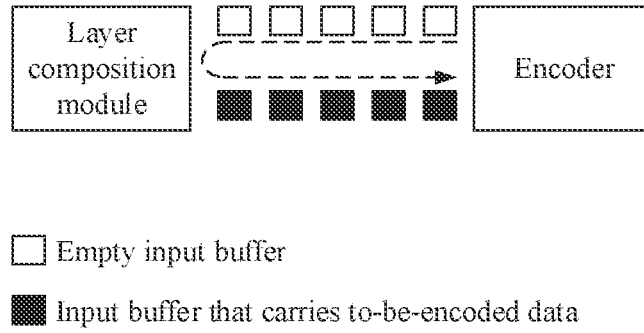 Layer
composition
module
Encoder
Empty input buffer
Input buffer that carries to-be-encoded data